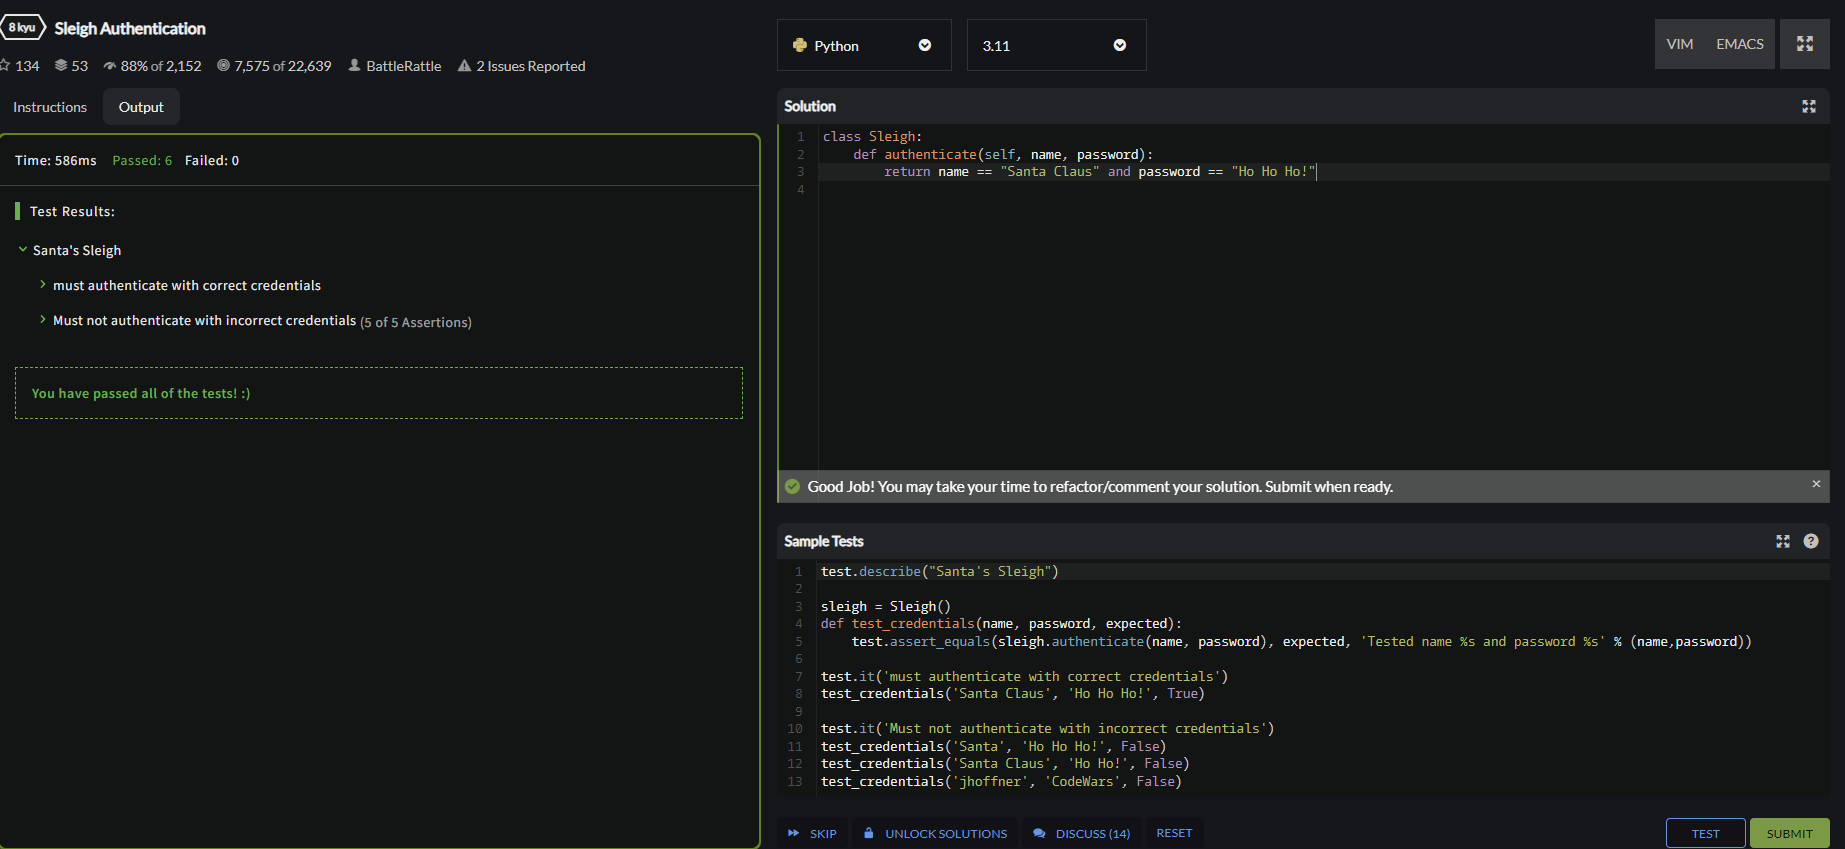 8 kyu Sleigh Authentication
134 53 88% of 2,152 7,575 of 22,639 BattleRattle 2 Issues Reported
Instructions Output
Time: 586ms Passed: 6 Failed: 0
Test Results:
Santa's Sleigh
must authenticate with correct credentials
Must not authenticate with incorrect credentials (5 of 5 Assertions)
You have passed all of the tests! :)
Python 3.11 VIM EMACS
Solution
1 class Sleigh:
2 def authenticate(self, name, password):
3 return name == "Santa Claus" and password == "Ho Ho Ho!"
4
Good Job! You may take your time to refactor/comment your solution. Submit when ready. ×
Sample Tests ?
1 test.describe("Santa's Sleigh")
2
3 sleigh = Sleigh()
4 def test_credentials(name, password, expected):
5 test.assert_equals(sleigh.authenticate(name, password), expected, 'Tested name %s and password %s' % (name,password))
6
7 test.it('must authenticate with correct credentials')
8 test_credentials('Santa Claus', 'Ho Ho Ho!', True)
9
10 test.it('Must not authenticate with incorrect credentials')
11 test_credentials('Santa', 'Ho Ho Ho!', False)
12 test_credentials('Santa Claus', 'Ho Ho!', False)
13 test_credentials('jhoffner', 'CodeWars', False)
SKIP UNLOCK SOLUTIONS DISCUSS (14) RESET TEST SUBMIT